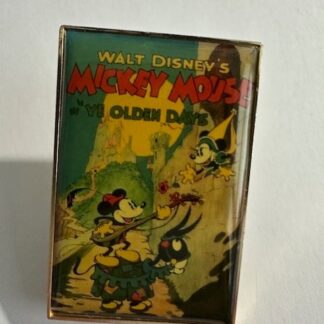 WALT DISNEY'S
MICKEY MOUSE
IN "YE OLDEN DAYS"